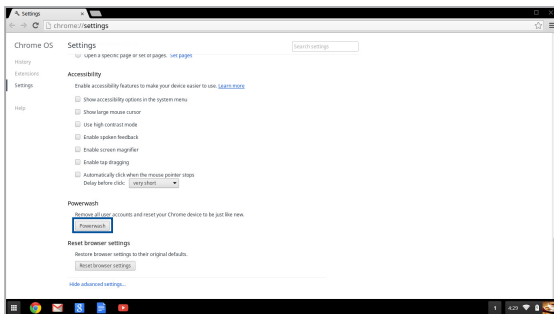 Settings
chrome://settings
Chrome OS
Settings
Search settings
History
Extensions
Settings
Help
Open a specific page or set of pages. Set pages
Accessibility
Enable accessibility features to make your device easier to use. Learn more
Show accessibility options in the system menu
Show large mouse cursor
Use high contrast mode
Enable spoken feedback
Enable screen magnifier
Enable tap dragging
Automatically click when the mouse pointer stops
Delay before click: very short
Powerwash
Remove all user accounts and reset your Chrome device to be just like new.
Powerwash
Reset browser settings
Restore browser settings to their original defaults.
Reset browser settings
Hide advanced settings...
8
1 4:29